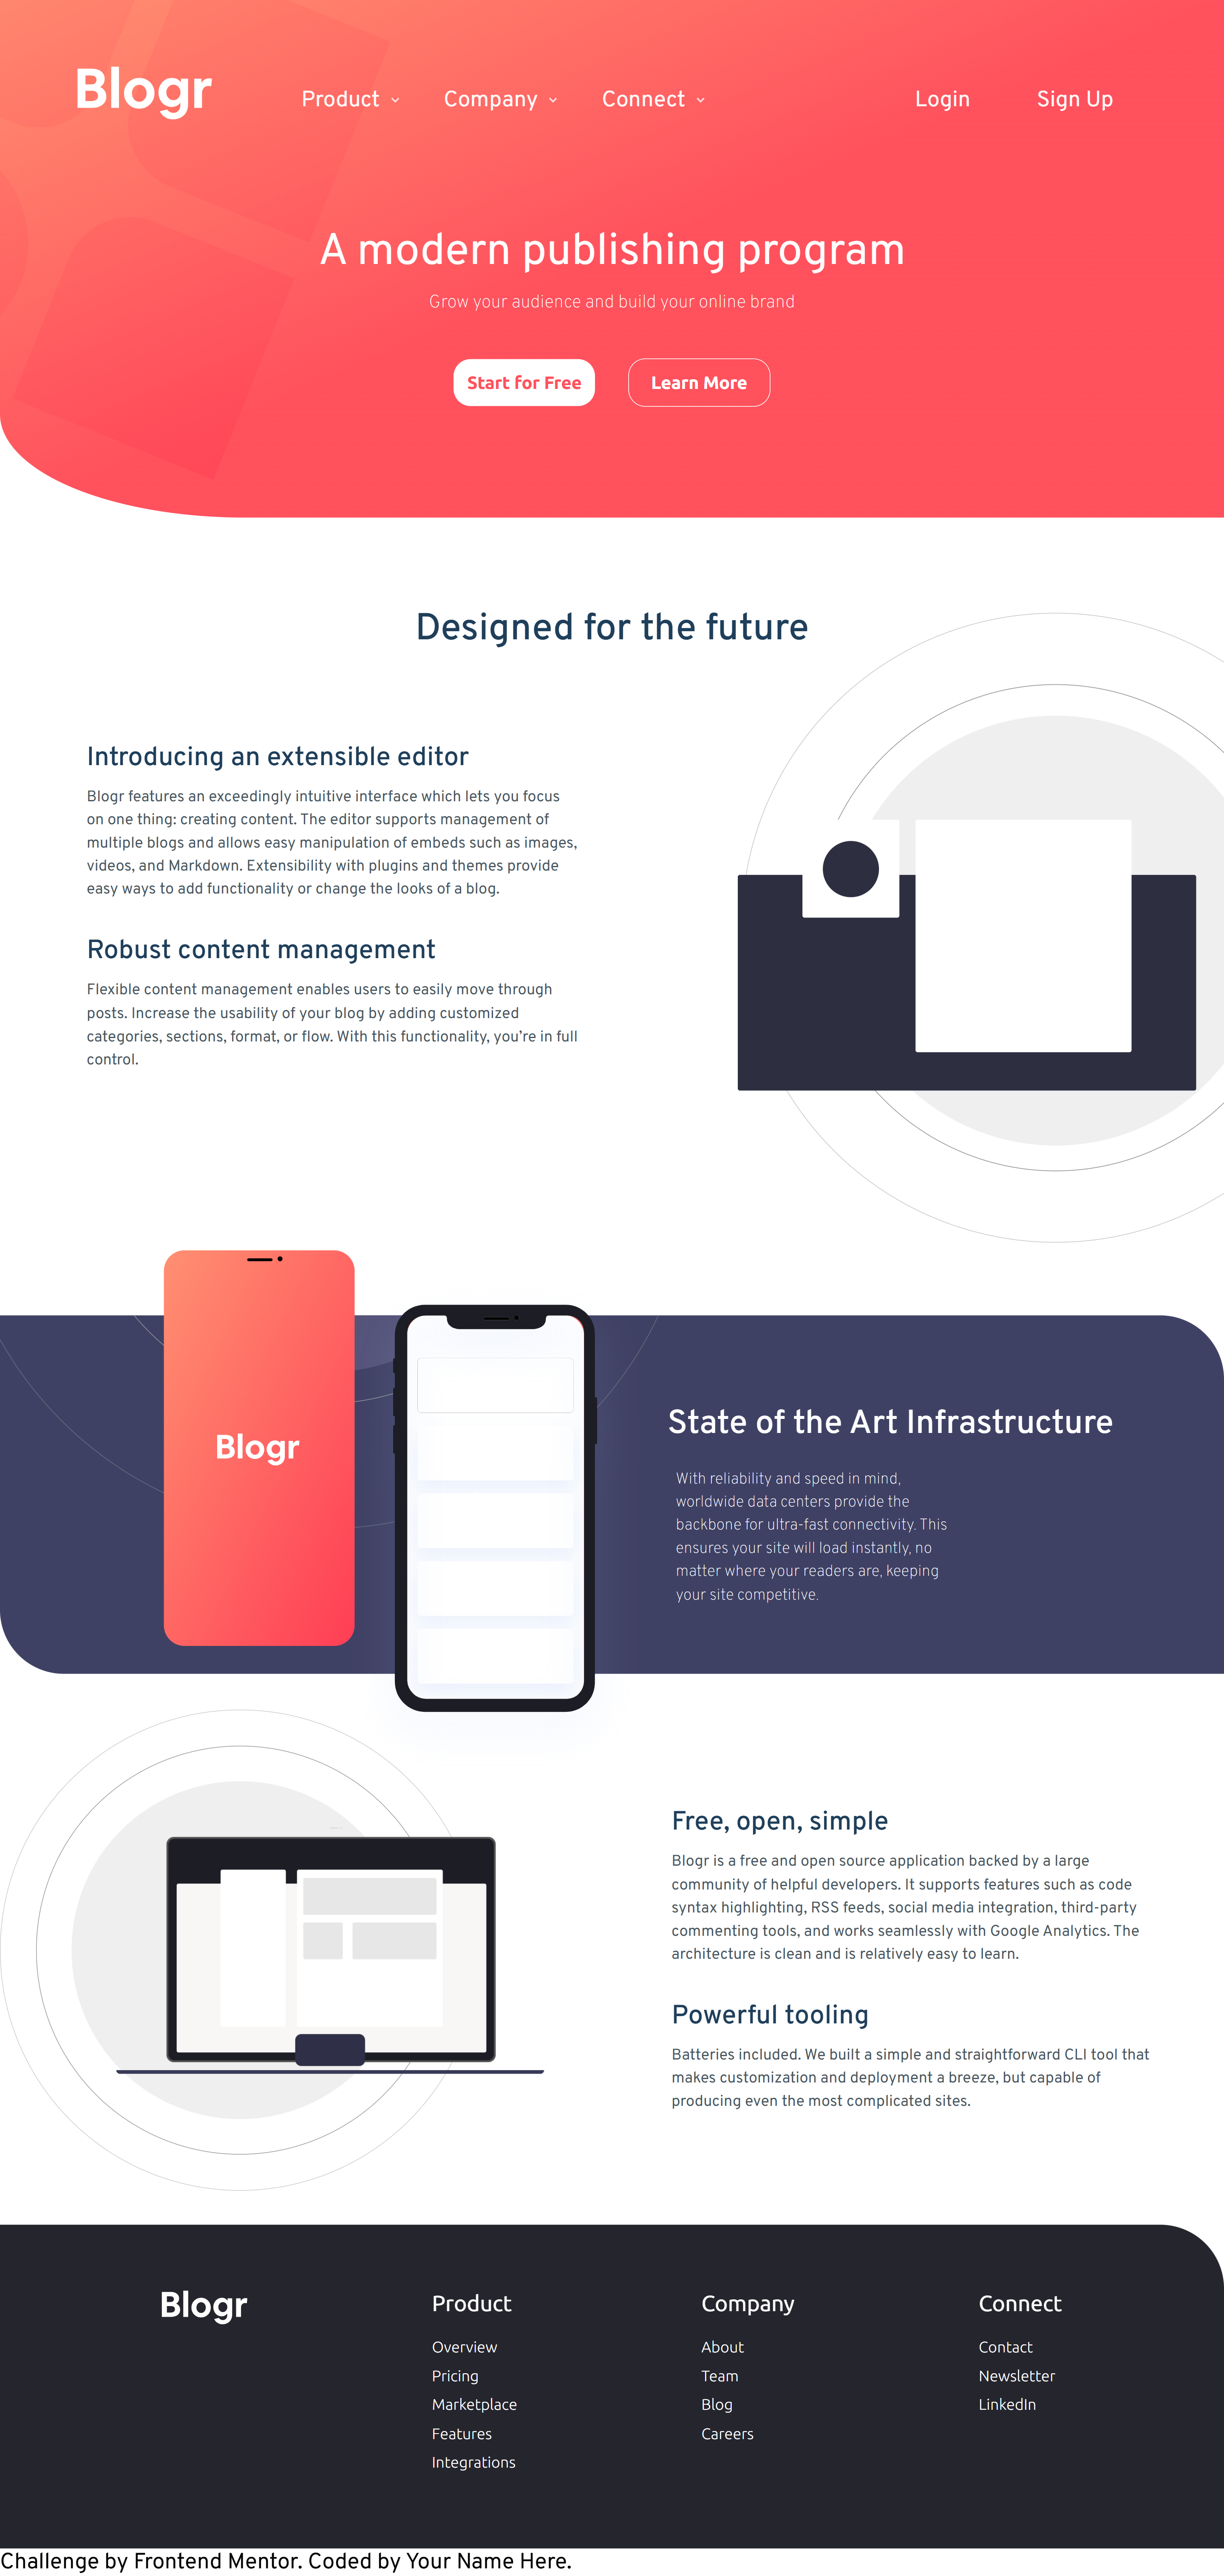 Blogr Product Company Connect Login Sign Up
A modern publishing program
Grow your audience and build your online brand
Start for Free Learn More
Designed for the future
Introducing an extensible editor
Blogr features an exceedingly intuitive interface which lets you focus
on one thing: creating content. The editor supports management of
multiple blogs and allows easy manipulation of embeds such as images,
videos, and Markdown. Extensibility with plugins and themes provide
easy ways to add functionality or change the looks of a blog.
Robust content management
Flexible content management enables users to easily move through
posts. Increase the usability of your blog by adding customized
categories, sections, format, or flow. With this functionality, you’re in full
control.
Blogr
State of the Art Infrastructure
With reliability and speed in mind,
worldwide data centers provide the
backbone for ultra-fast connectivity. This
ensures your site will load instantly, no
matter where your readers are, keeping
your site competitive.
Free, open, simple
Blogr is a free and open source application backed by a large
community of helpful developers. It supports features such as code
syntax highlighting, RSS feeds, social media integration, third-party
commenting tools, and works seamlessly with Google Analytics. The
architecture is clean and is relatively easy to learn.
Powerful tooling
Batteries included. We built a simple and straightforward CLI tool that
makes customization and deployment a breeze, but capable of
producing even the most complicated sites.
Blogr
Product
Overview
Pricing
Marketplace
Features
Integrations
Company
About
Team
Blog
Careers
Connect
Contact
Newsletter
LinkedIn
Challenge by Frontend Mentor. Coded by Your Name Here.